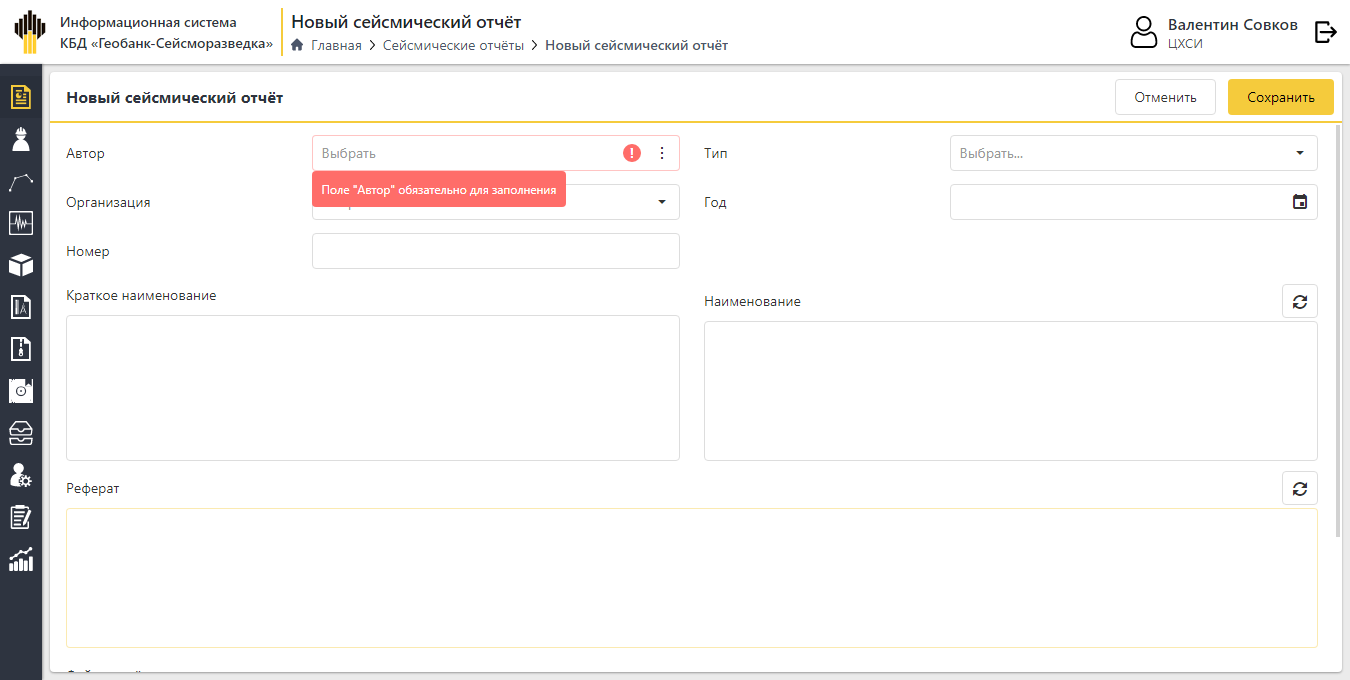 Информационная система
КБД «Геобанк-Сейсморазведка»
Новый сейсмический отчёт
Главная > Сейсмические отчёты > Новый сейсмический отчёт
Валентин Совков
ЦХСИ
Новый сейсмический отчёт
Отменить
Сохранить
Автор
Выбрать
Тип
Выбрать...
Поле "Автор" обязательно для заполнения
Организация
Год
Номер
Краткое наименование
Наименование
Реферат